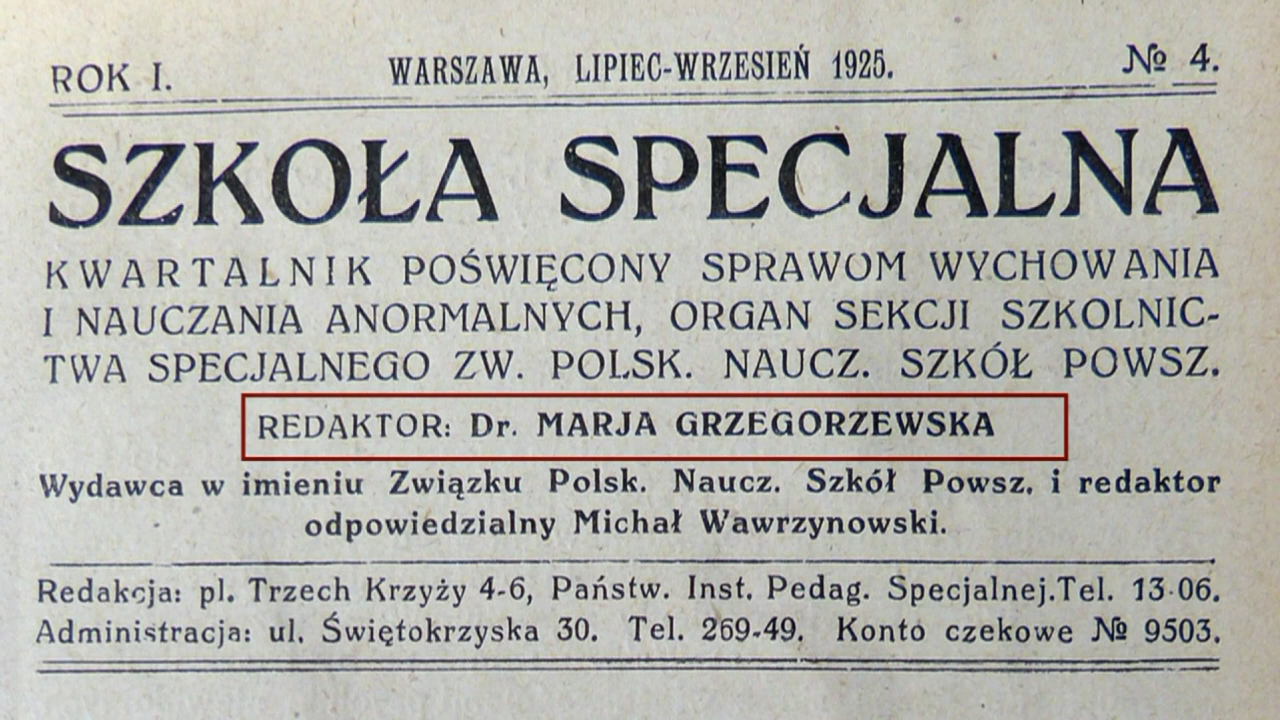 ROK I. WARSZAWA, LIPIEC-WRZESIEŃ 1925. № 4.
SZKOŁA SPECJALNA
KWARTALNIK POŚWIĘCONY SPRAWOM WYCHOWANIA
I NAUCZANIA ANORMALNYCH, ORGAN SEKCJI SZKOLNIC-
TWA SPECJALNEGO ZW. POLSK. NAUCZ. SZKÓŁ POWSZ.
REDAKTOR: Dr. MARJA GRZEGORZEWSKA
Wydawca w imieniu Związku Polsk. Naucz. Szkół Powsz. i redaktor
odpowiedzialny Michał Wawrzynowski.
Redakcja: pl. Trzech Krzyży 4-6, Państw. Inst. Pedag. Specjalnej. Tel. 13-06.
Administracja: ul. Świętokrzyska 30. Tel. 269-49. Konto czekowe № 9503.